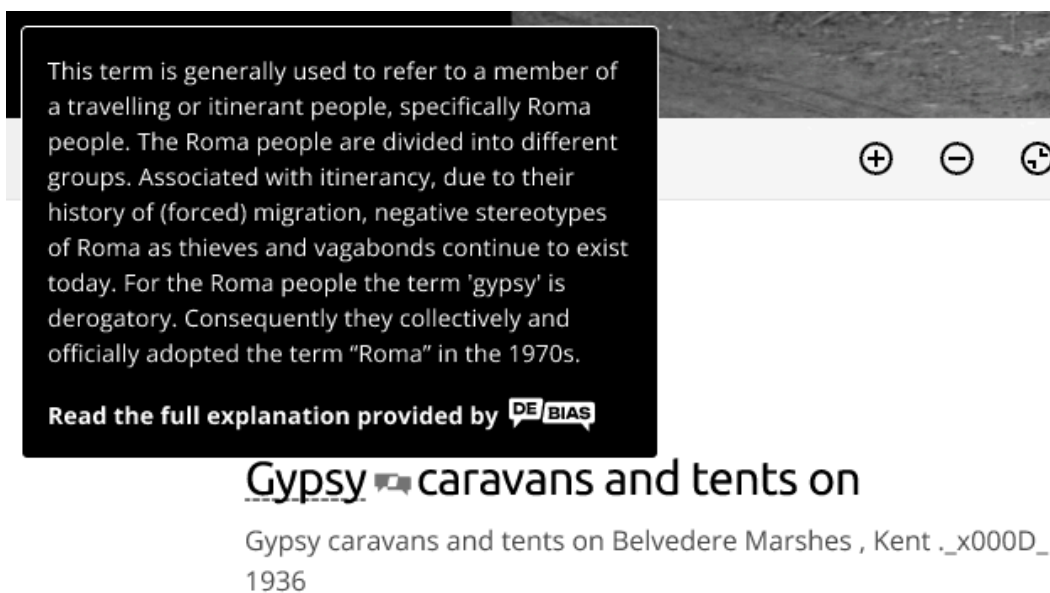 This term is generally used to refer to a member of
a travelling or itinerant people, specifically Roma
people. The Roma people are divided into different
groups. Associated with itinerancy, due to their
history of (forced) migration, negative stereotypes
of Roma as thieves and vagabonds continue to exist
today. For the Roma people the term 'gypsy' is
derogatory. Consequently they collectively and
officially adopted the term “Roma” in the 1970s.
Read the full explanation provided by DE BIAS
Gypsy caravans and tents on
Gypsy caravans and tents on Belvedere Marshes , Kent ._x000D_
1936